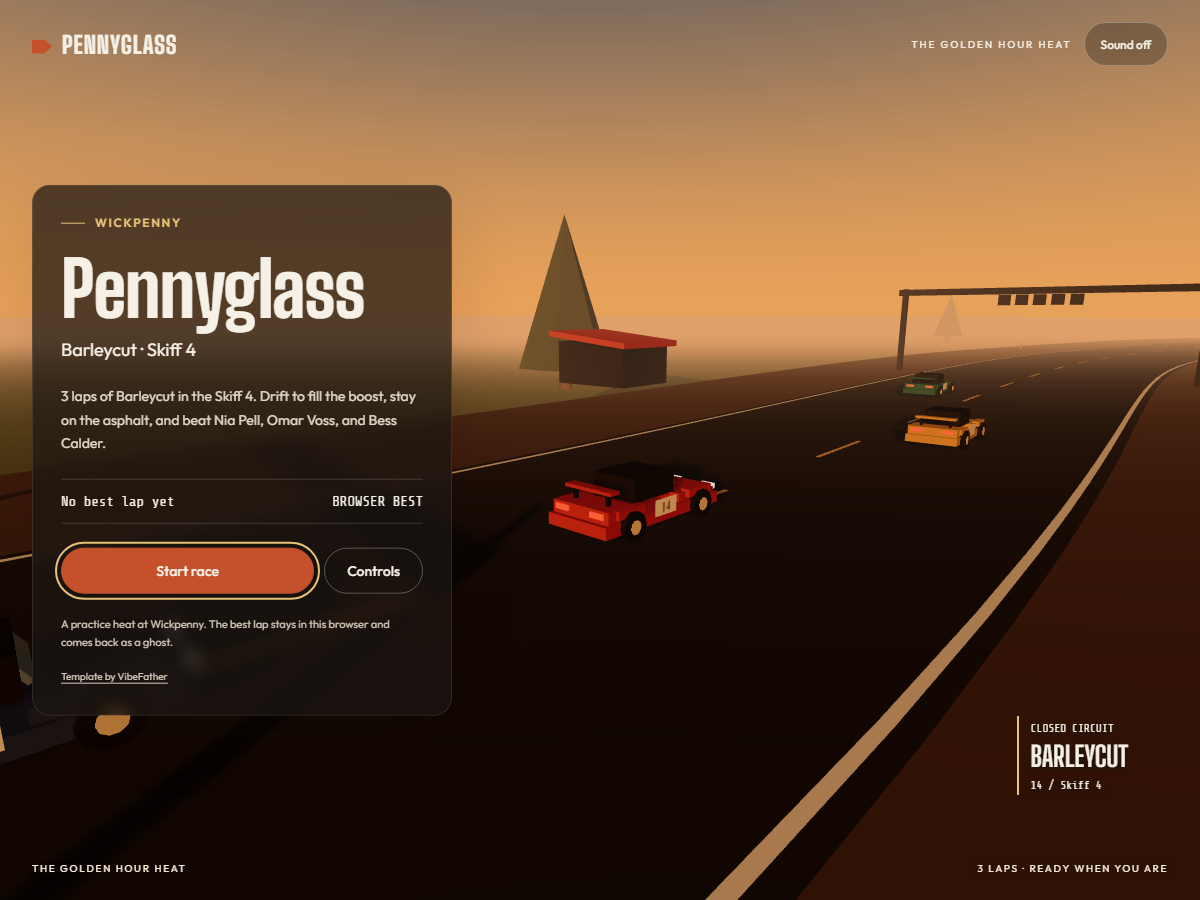 PENNYGLASS
THE GOLDEN HOUR HEAT
Sound off
WICKPENNY
Pennyglass
Barleycut · Skiff 4
3 laps of Barleycut in the Skiff 4. Drift to fill the boost, stay
on the asphalt, and beat Nia Pell, Omar Voss, and Bess
Calder.
No best lap yet
BROWSER BEST
Start race
Controls
A practice heat at Wickpenny. The best lap stays in this browser and
comes back as a ghost.
Template by VibeFather
14
CLOSED CIRCUIT
BARLEYCUT
14 / Skiff 4
THE GOLDEN HOUR HEAT
3 LAPS · READY WHEN YOU ARE